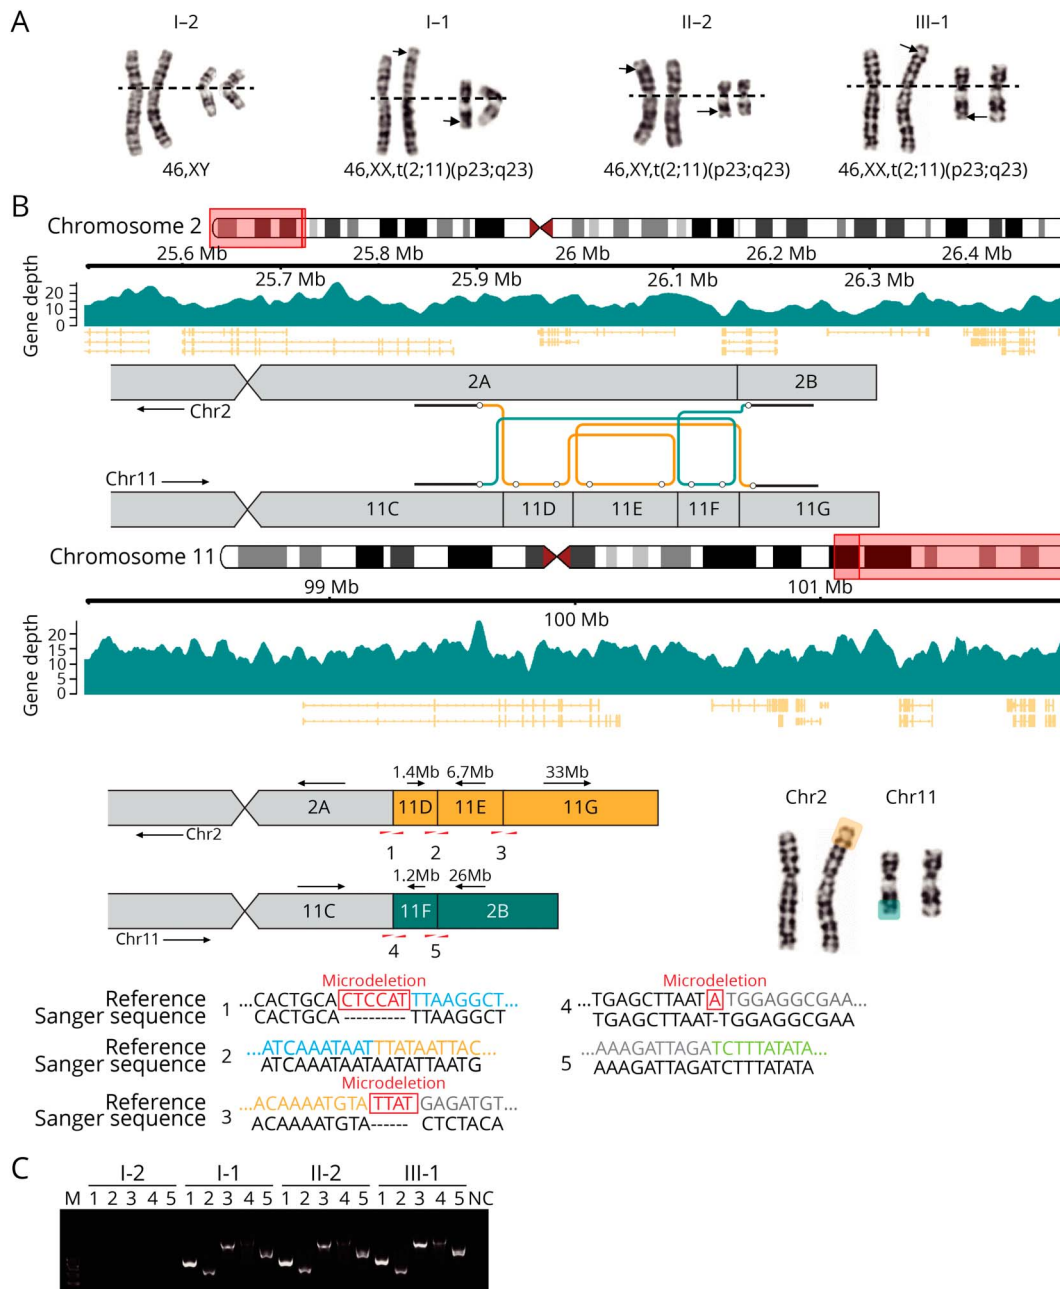 A
I–2
I–1
II–2
III–1
46,XY
46,XX,t(2;11)(p23;q23)
46,XY,t(2;11)(p23;q23)
46,XX,t(2;11)(p23;q23)
B
Chromosome 2
25.6 Mb
25.8 Mb
26 Mb
26.2 Mb
26.4 Mb
25.7 Mb
25.9 Mb
26.1 Mb
26.3 Mb
Gene depth
20
10
0
2A
2B
Chr2
Chr11
11C
11D
11E
11F
11G
Chromosome 11
99 Mb
101 Mb
100 Mb
Gene depth
20
15
10
5
0
1.4Mb
6.7Mb
33Mb
2A
11D
11E
11G
Chr2
1
2
3
1.2Mb
26Mb
11C
11F
2B
Chr11
4
5
Chr2
Chr11
Microdeletion
Reference ...CACTGCA CTCCAT TTAAGGCT...
Sanger sequence 1 CACTGCA ---------- TTAAGGCT
Reference ...ATCAAATAATTTATAATTAC...
Sanger sequence 2 ATCAAATAATAATATTAATG
Microdeletion
Reference ...ACAAAATGTA TTAT GAGATGT...
Sanger sequence 3 ACAAAATGTA------ CTCTACA
Microdeletion
4 ...TGAGCTTAAT A TGGAGGCGAA...
TGAGCTTAAT-TGGAGGCGAA
5 ...AAAGATTAGATCTTTATATA...
AAAGATTAGATCTTTATATA
C
I-2
I-1
II-2
III-1
M 1 2 3 4 5 1 2 3 4 5 1 2 3 4 5 1 2 3 4 5 NC